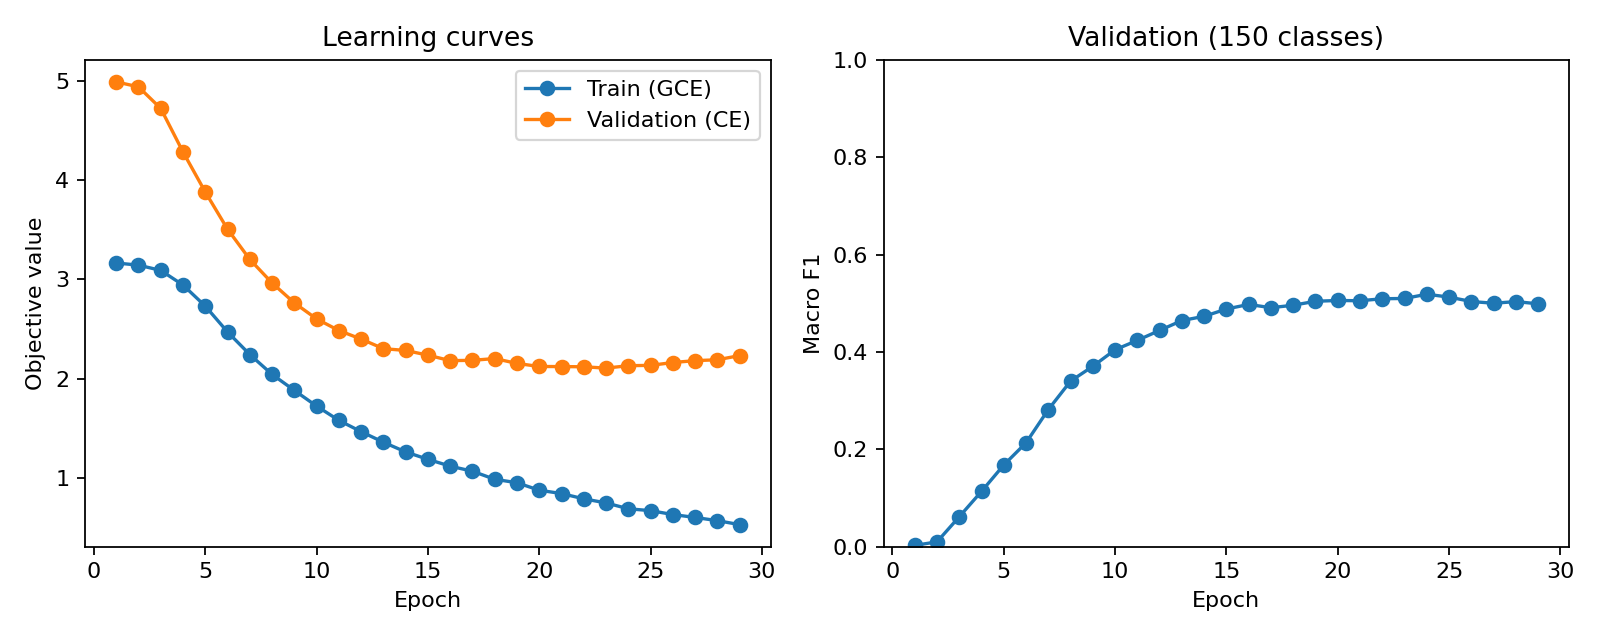 Learning curves
5
4
3
2
1
Objective value
Train (GCE)
Validation (CE)
0 5 10 15 20 25 30
Epoch
Validation (150 classes)
1.0
0.8
0.6
0.4
0.2
0.0
Macro F1
0 5 10 15 20 25 30
Epoch